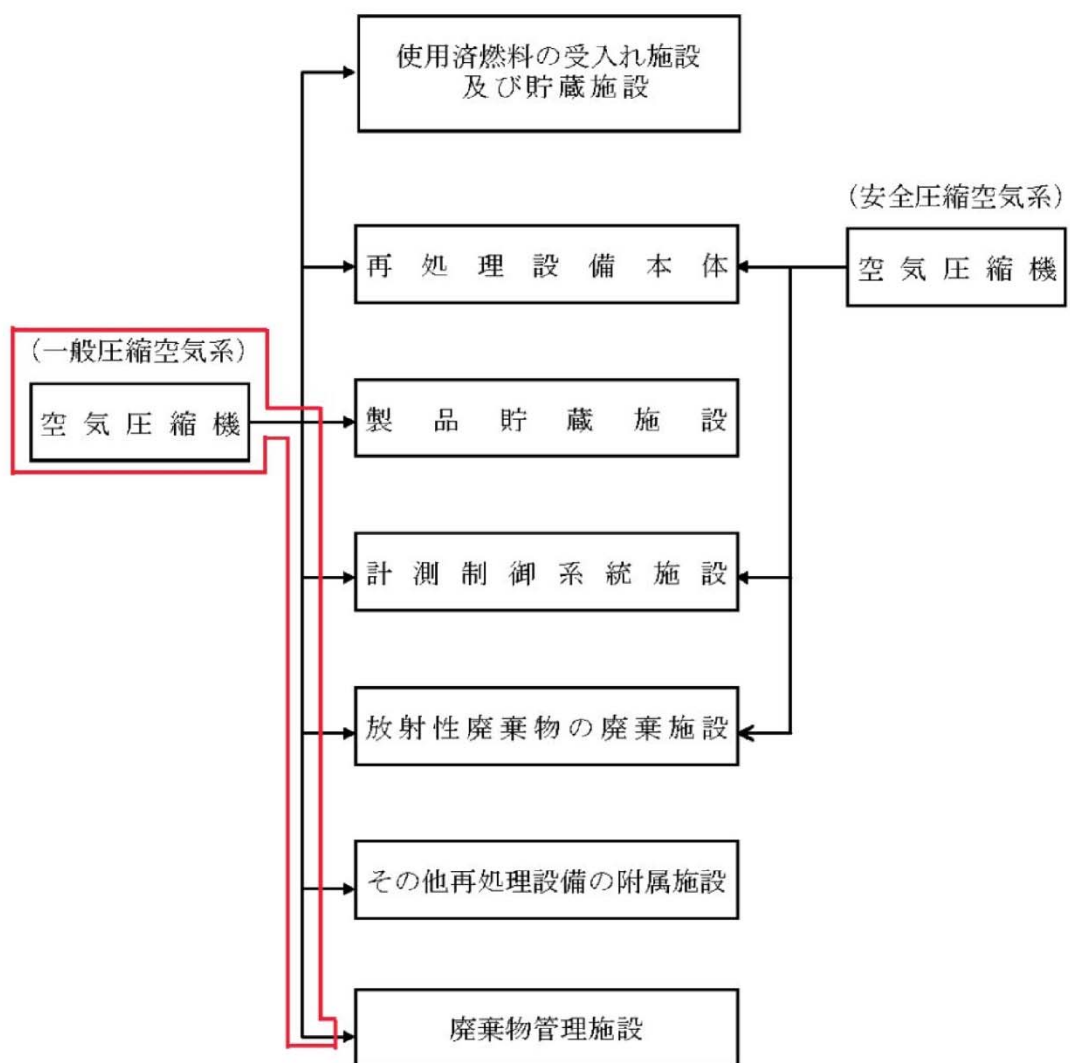 使用済燃料の受入れ施設
及び貯蔵施設
(安全圧縮空気系)
再処理設備本体
空気圧縮機
(一般圧縮空気系)
空気圧縮機
製品貯蔵施設
計測制御系統施設
放射性廃棄物の廃棄施設
その他再処理設備の附属施設
廃棄物管理施設